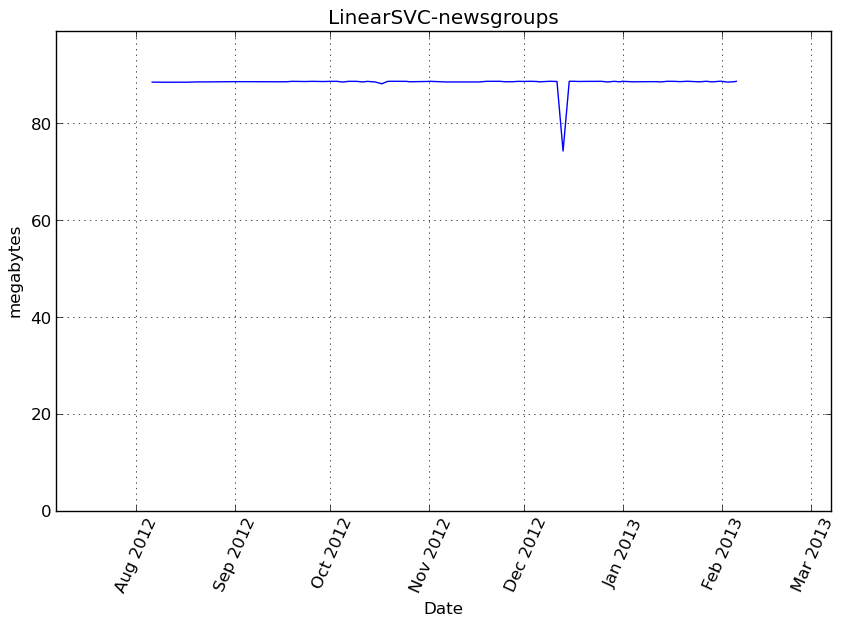 LinearSVC-newsgroups
megabytes
80
60
40
20
0
Aug 2012
Sep 2012
Oct 2012
Nov 2012
Dec 2012
Jan 2013
Feb 2013
Mar 2013
Date